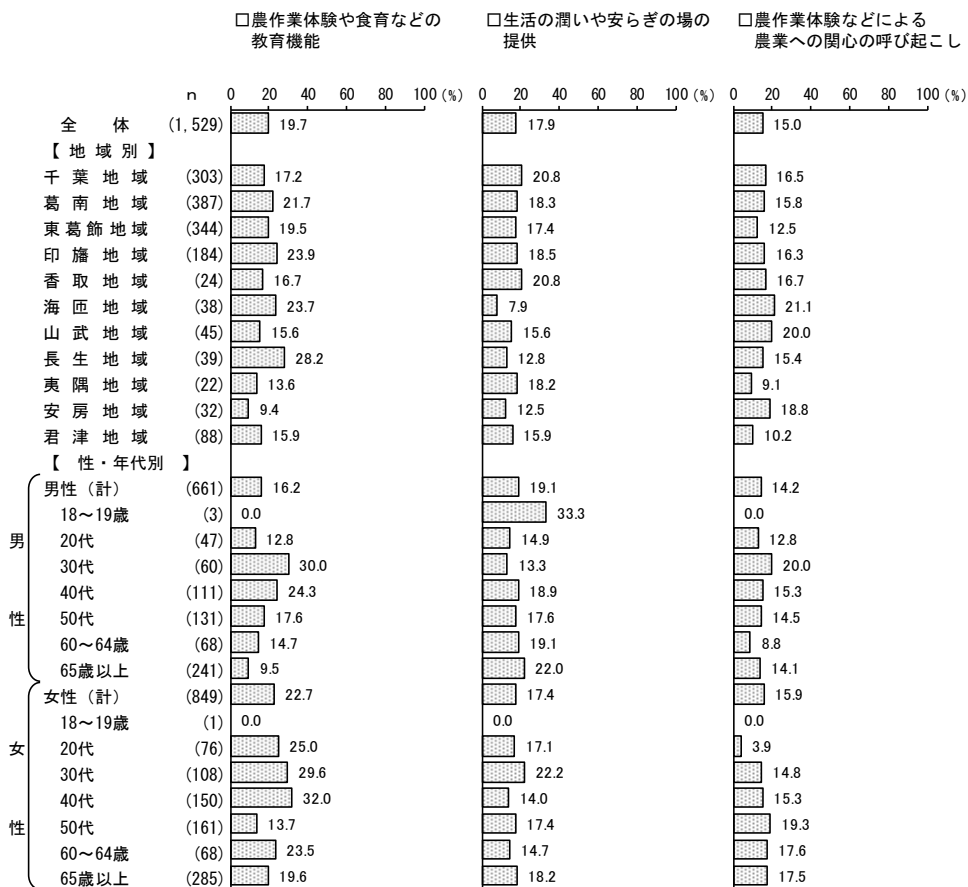 □農作業体験や食育などの
教育機能
□生活の潤いや安らぎの場の
提供
□農作業体験などによる
農業への関心の呼び起こし
n 0 20 40 60 80 100 (%) 0 20 40 60 80 100 (%) 0 20 40 60 80 100 (%)
全体 (1,529) 19.7 17.9 15.0
【地域別】
千葉地域 (303) 17.2 20.8 16.5
葛南地域 (387) 21.7 18.3 15.8
東葛飾地域 (344) 19.5 17.4 12.5
印旛地域 (184) 23.9 18.5 16.3
香取地域 (24) 16.7 20.8 16.7
海匝地域 (38) 23.7 7.9 21.1
山武地域 (45) 15.6 15.6 20.0
長生地域 (39) 28.2 12.8 15.4
夷隅地域 (22) 13.6 18.2 9.1
安房地域 (32) 9.4 12.5 18.8
君津地域 (88) 15.9 15.9 10.2
【性・年代別】
男性
男性（計） (661) 16.2 19.1 14.2
18～19歳 (3) 0.0 33.3 0.0
20代 (47) 12.8 14.9 12.8
30代 (60) 30.0 13.3 20.0
40代 (111) 24.3 18.9 15.3
50代 (131) 17.6 17.6 14.5
60～64歳 (68) 14.7 19.1 8.8
65歳以上 (241) 9.5 22.0 14.1
女性
女性（計） (849) 22.7 17.4 15.9
18～19歳 (1) 0.0 0.0 0.0
20代 (76) 25.0 17.1 3.9
30代 (108) 29.6 22.2 14.8
40代 (150) 32.0 14.0 15.3
50代 (161) 13.7 17.4 19.3
60～64歳 (68) 23.5 14.7 17.6
65歳以上 (285) 19.6 18.2 17.5